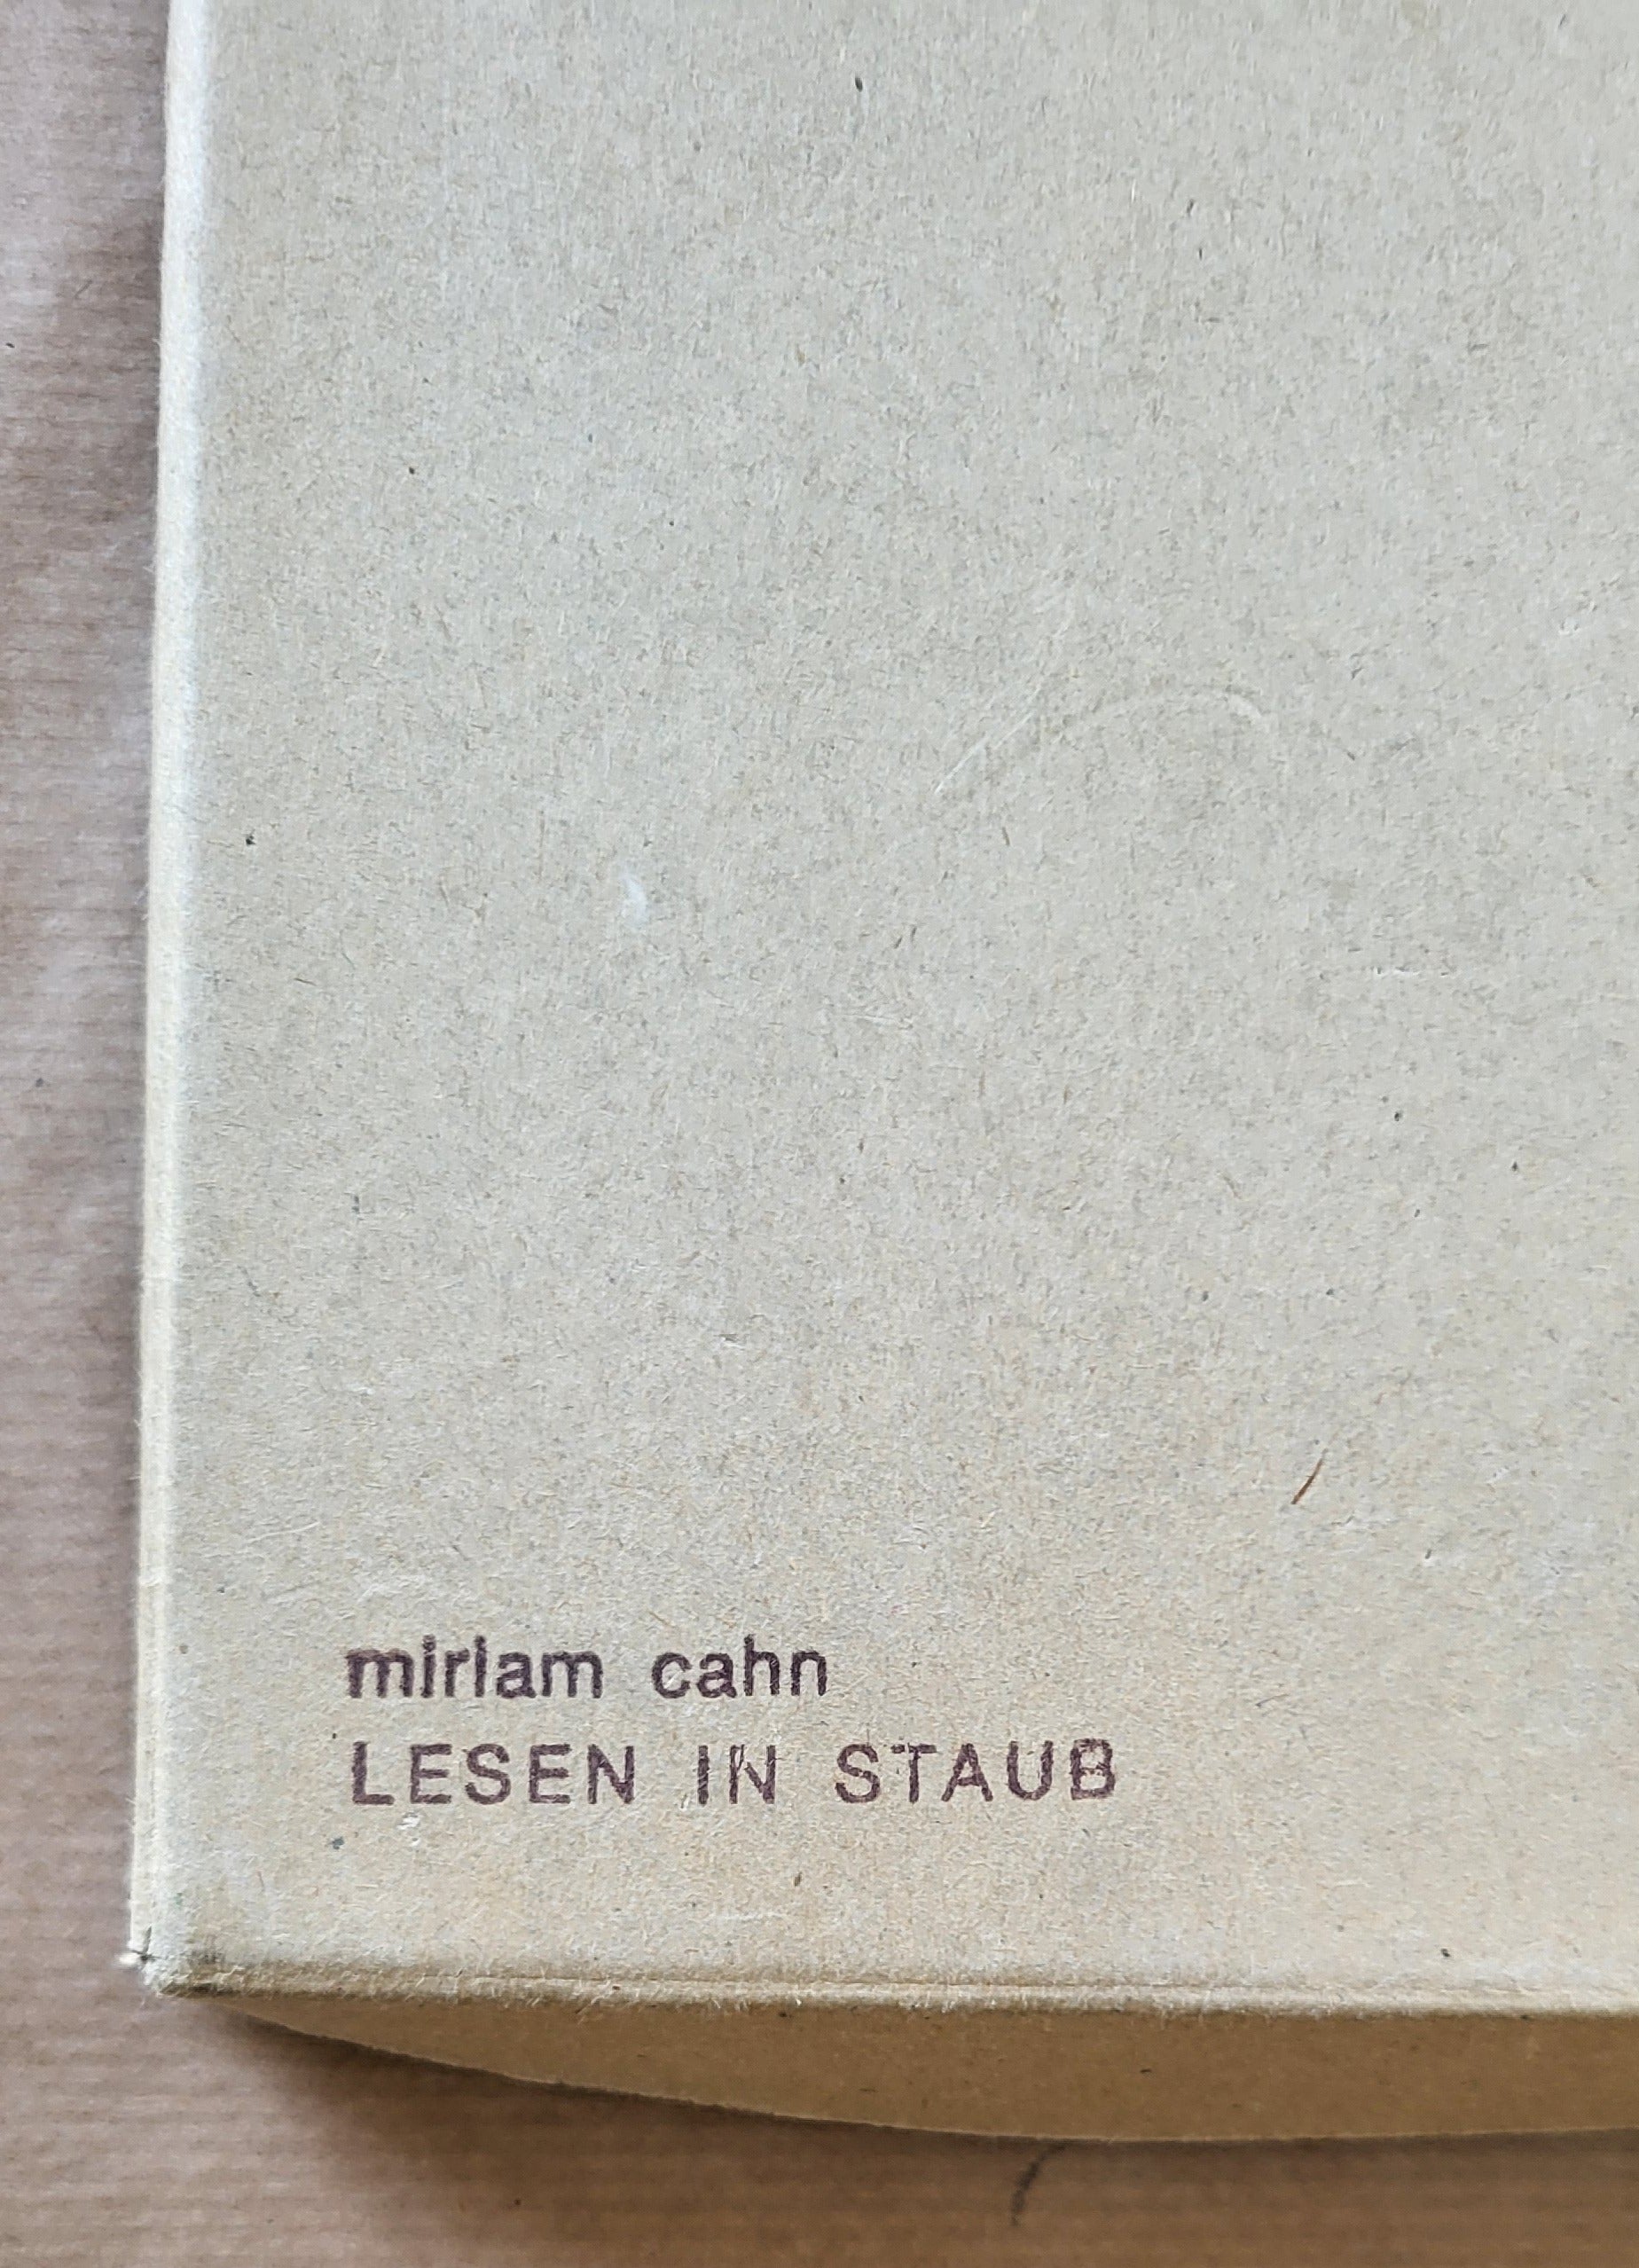 miriam cahn
LESEN IN STAUB